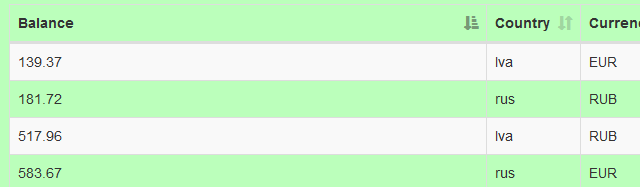 Balance Country Curren
139.37 lva EUR
181.72 rus RUB
517.96 lva RUB
583.67 rus EUR